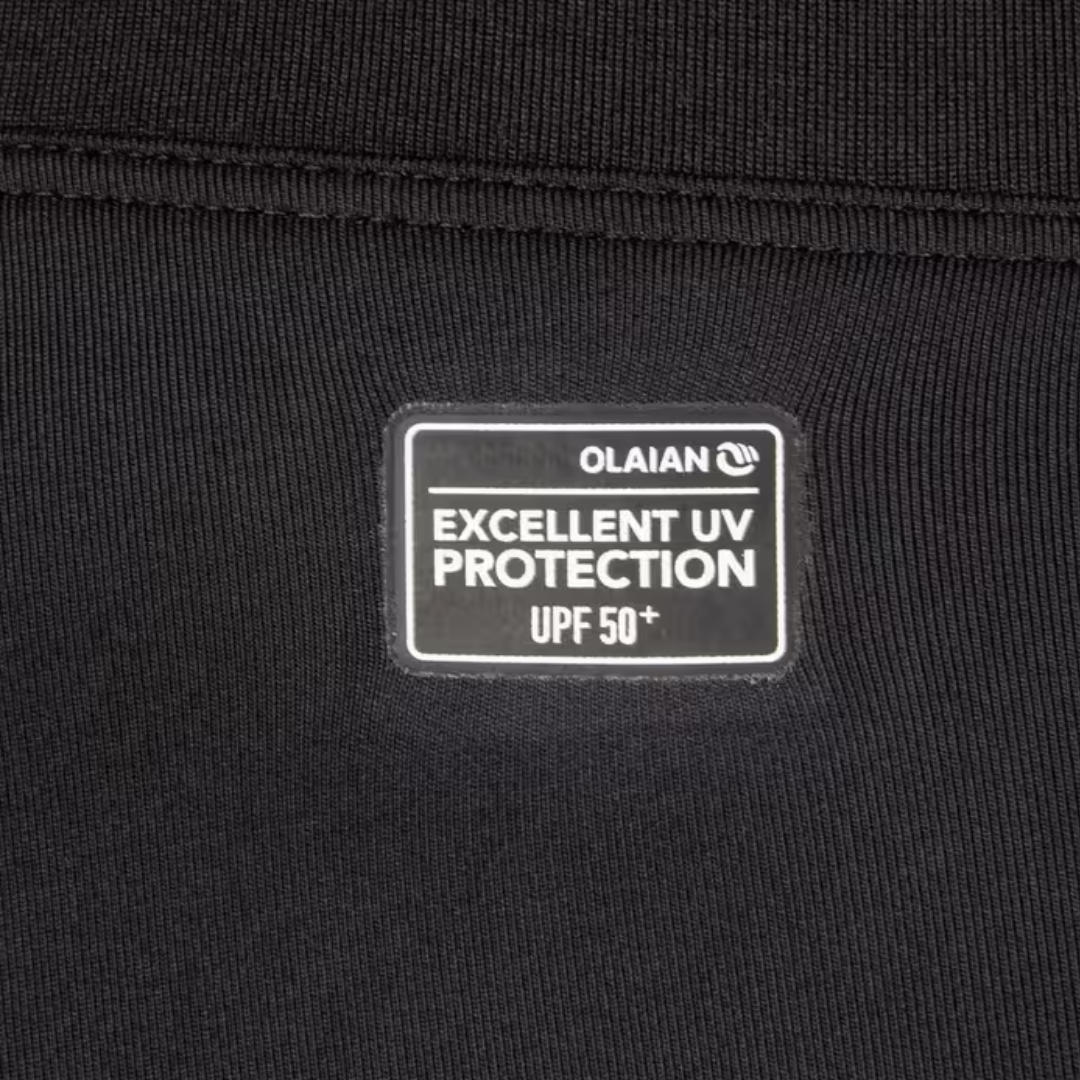 OLAIAN
EXCELLENT UV
PROTECTION
UPF 50+